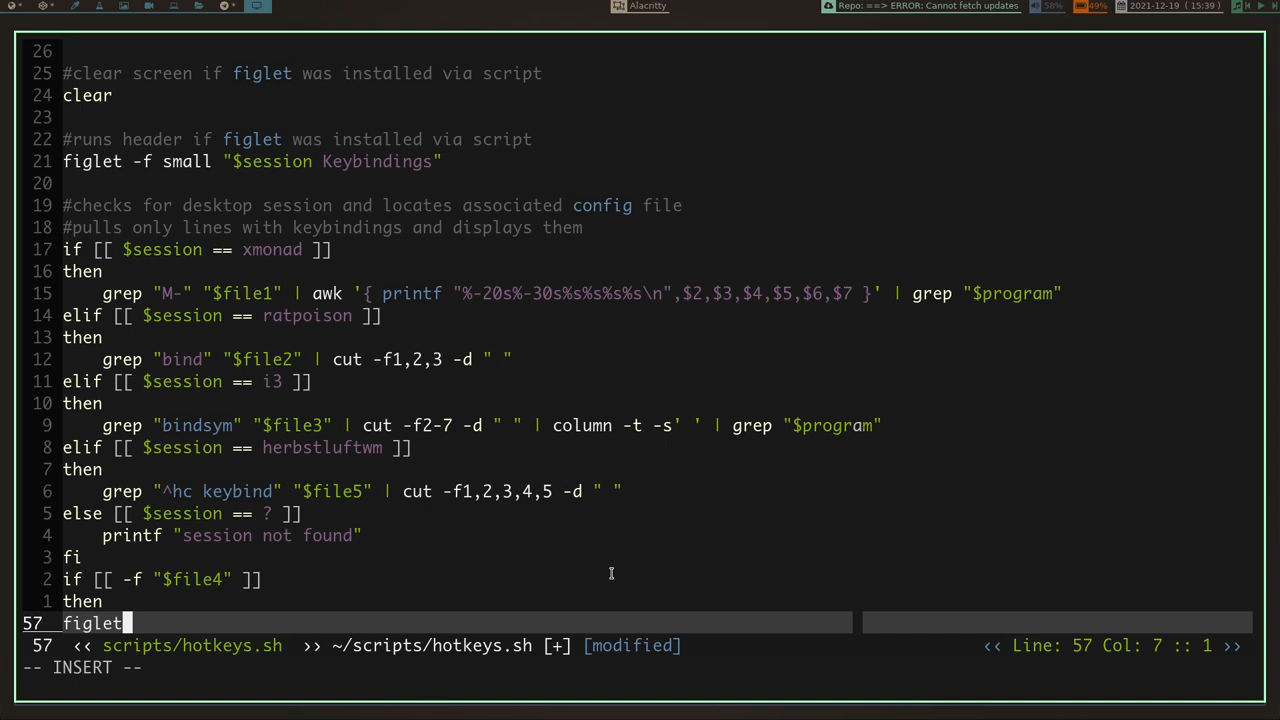 Alacritty
Repo: ==> ERROR: Cannot fetch updates
58%
49%
2021-12-19 ( 15:39 )
26
25 #clear screen if figlet was installed via script
24 clear
23
22 #runs header if figlet was installed via script
21 figlet -f small "$session Keybindings"
20
19 #checks for desktop session and locates associated config file
18 #pulls only lines with keybindings and displays them
17 if [[ $session == xmonad ]]
16 then
15     grep "M-" "$file1" | awk '{ printf "%-20s%-30s%s%s%s%s\n",$2,$3,$4,$5,$6,$7 }' | grep "$program"
14 elif [[ $session == ratpoison ]]
13 then
12     grep "bind" "$file2" | cut -f1,2,3 -d " "
11 elif [[ $session == i3 ]]
10 then
9     grep "bindsym" "$file3" | cut -f2-7 -d " " | column -t -s' ' | grep "$program"
8 elif [[ $session == herbstluftwm ]]
7 then
6     grep "^hc keybind" "$file5" | cut -f1,2,3,4,5 -d " "
5 else [[ $session == ? ]]
4     printf "session not found"
3 fi
2 if [[ -f "$file4" ]]
1 then
57 figlet
57 << scripts/hotkeys.sh >> ~/scripts/hotkeys.sh [+] [modified] << Line: 57 Col: 7 :: 1 >>
-- INSERT --